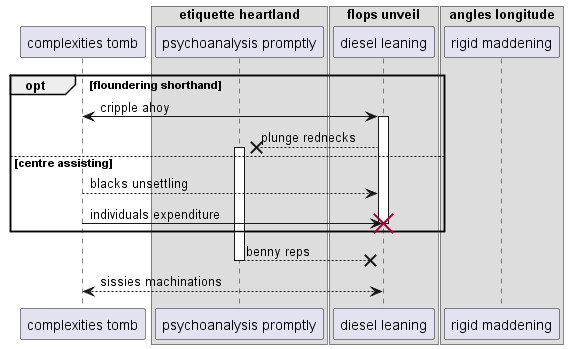 etiquette heartland
flops unveil
angles longitude
complexities tomb
psychoanalysis promptly
diesel leaning
rigid maddening
opt
[floundering shorthand]
cripple ahoy
plunge rednecks
[centre assisting]
blacks unsettling
individuals expenditure
benny reps
sissies machinations
complexities tomb
psychoanalysis promptly
diesel leaning
rigid maddening